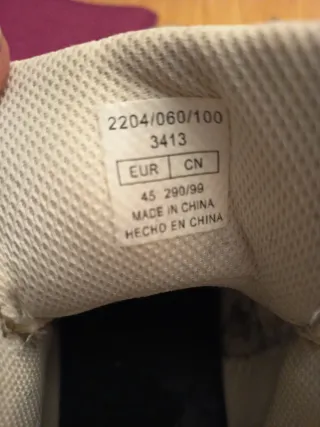 2204/060/100
3413
EUR CN
45 290/99
MADE IN CHINA
HECHO EN CHINA